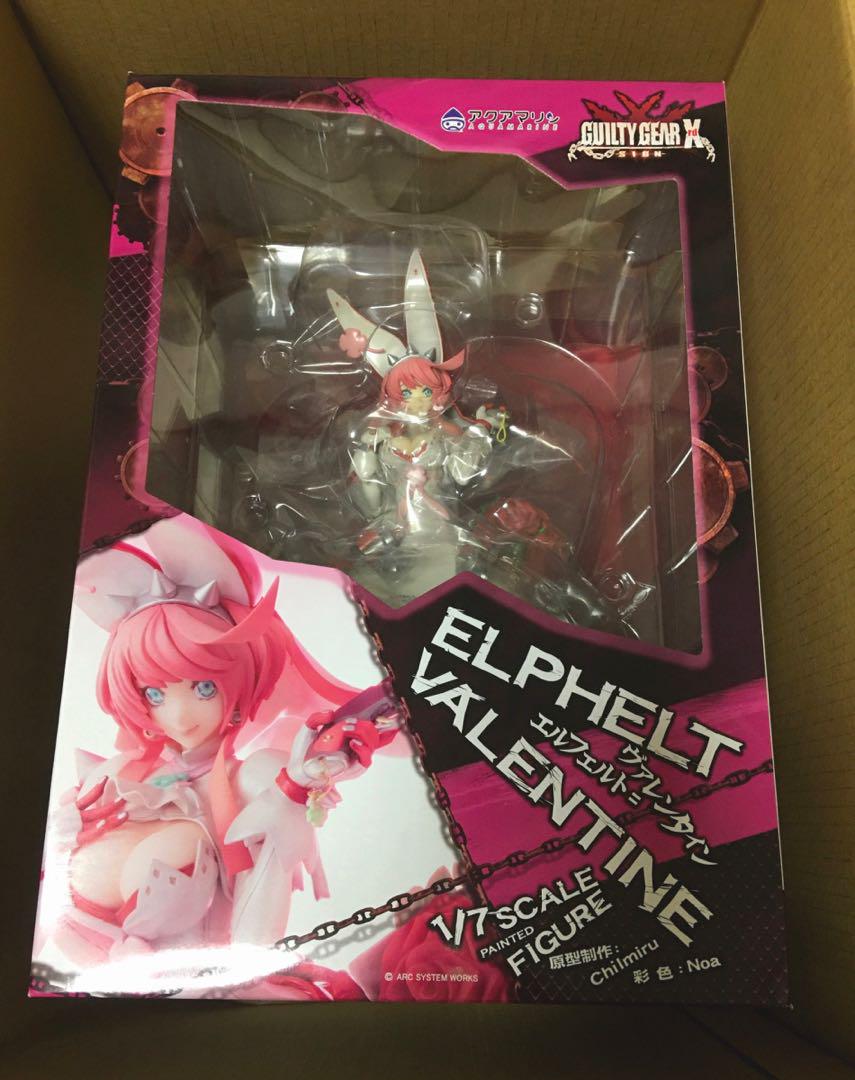 アクアマリン
AQUAMARINE
GUILTY GEAR Xrd
-SIGN-
ELPHELT
VALENTINE
エルフェルト=
ヴァレンタイン
1/7 SCALE
PAINTED
FIGURE
原型制作:
Chilmiru
彩色:Noa
© ARC SYSTEM WORKS